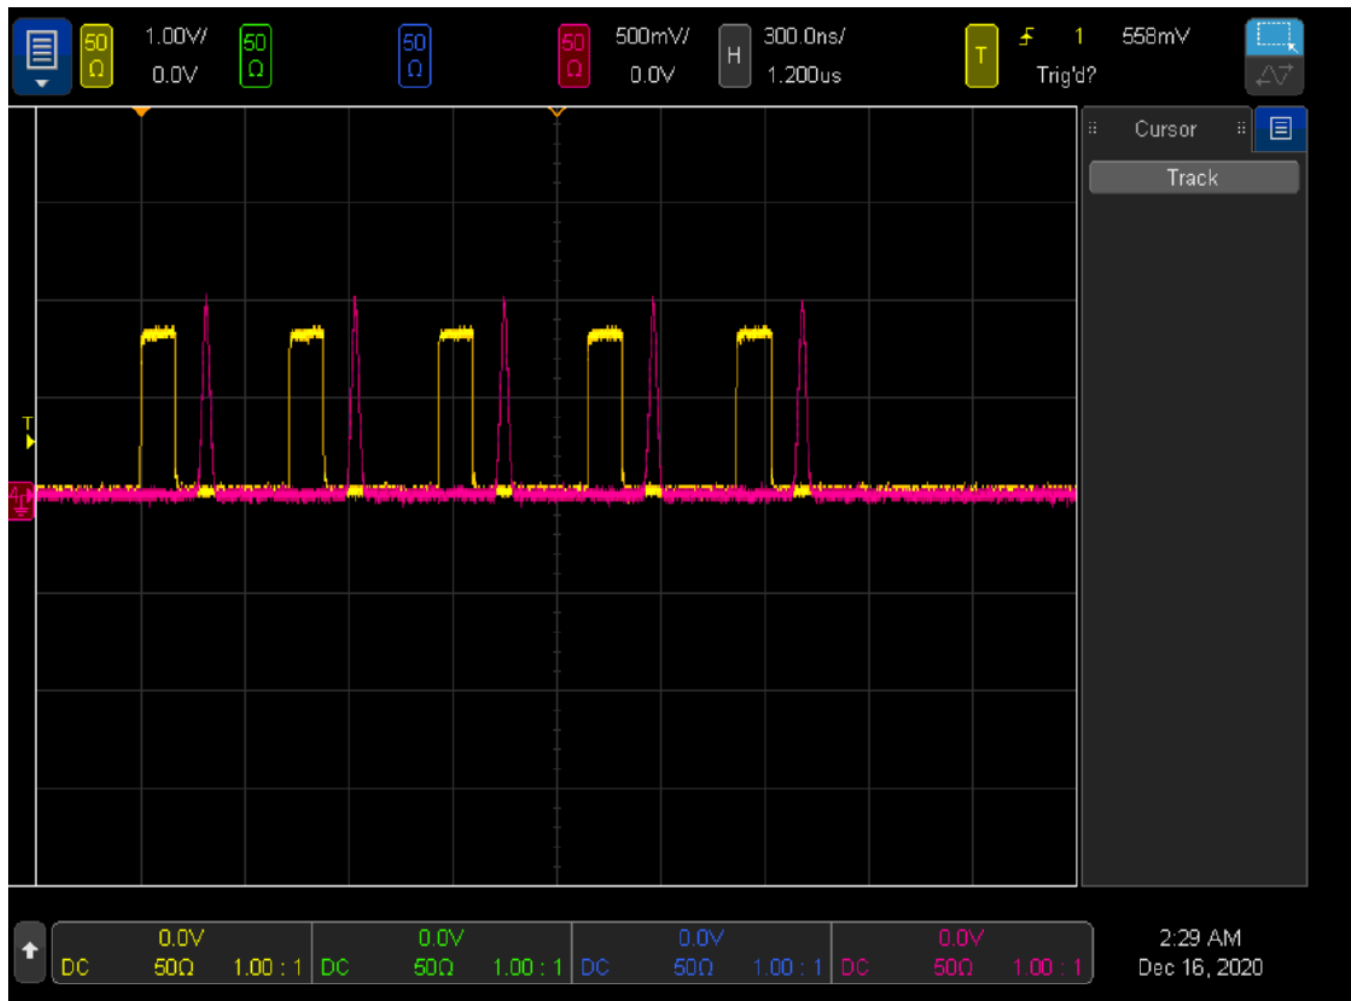 50 Ω 1.00V/ 0.0V
50 Ω
50 Ω
50 Ω 500mV/ 0.0V
H 300.0ns/ 1.200us
T 1 558mV
Trig'd?
Cursor
Track
T
0.0V 0.0V 0.0V 0.0V
DC 50Ω 1.00 : 1 DC 50Ω 1.00 : 1 DC 50Ω 1.00 : 1 DC 50Ω 1.00 : 1
2:29 AM
Dec 16, 2020